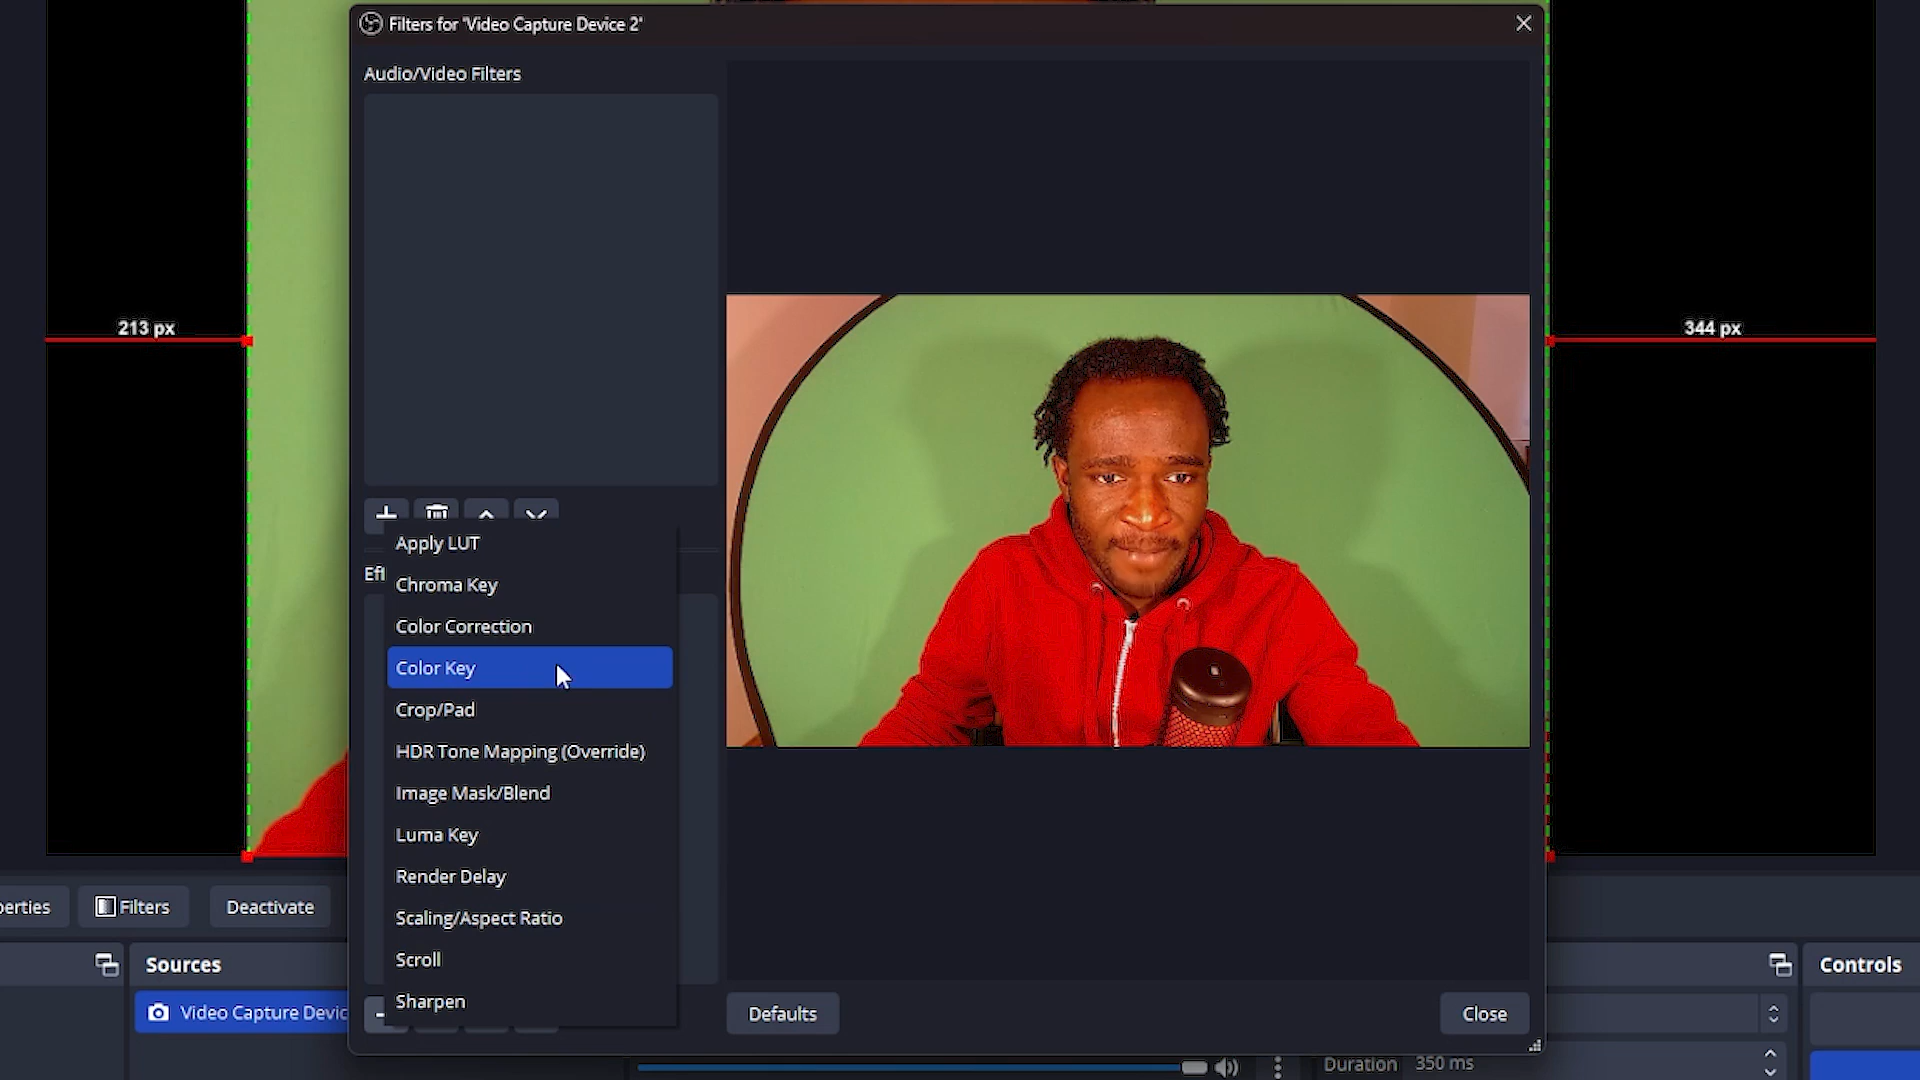 Filters for 'Video Capture Device 2'
Audio/Video Filters
213 px
344 px
Apply LUT
Eff
Chroma Key
Color Correction
Color Key
Crop/Pad
HDR Tone Mapping (Override)
Image Mask/Blend
Luma Key
Render Delay
Scaling/Aspect Ratio
Scroll
Sharpen
perties
Filters
Deactivate
Sources
Controls
Video Capture Devic
Defaults
Close
Duration 350 ms